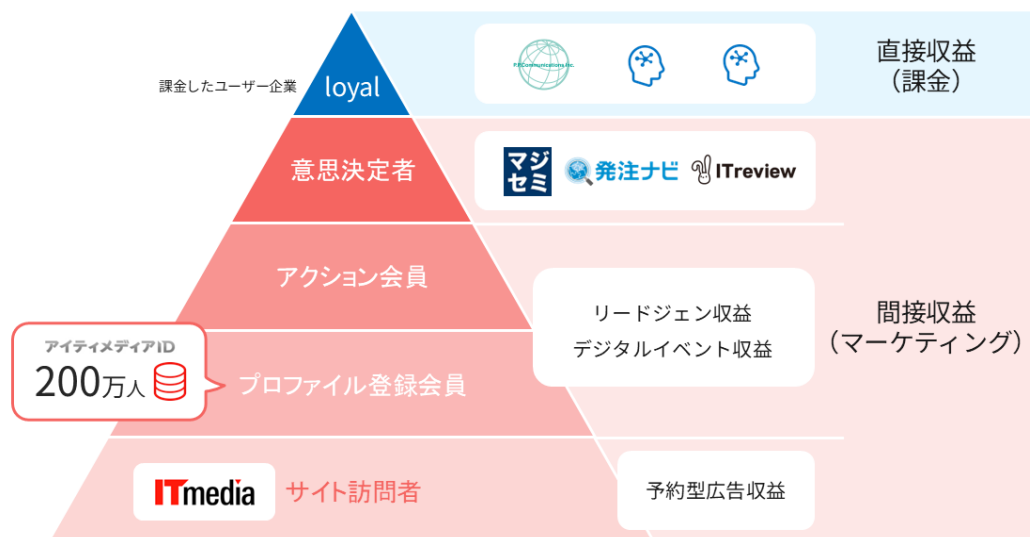 課金したユーザー企業
loyal
P.P.Communications,Inc.
直接収益
（課金）
意思決定者
マジ
セミ
発注ナビ
ITreview
アクション会員
リードジェン収益
デジタルイベント収益
間接収益
（マーケティング）
アイティメディアID
200万人
プロファイル登録会員
ITmedia
サイト訪問者
予約型広告収益